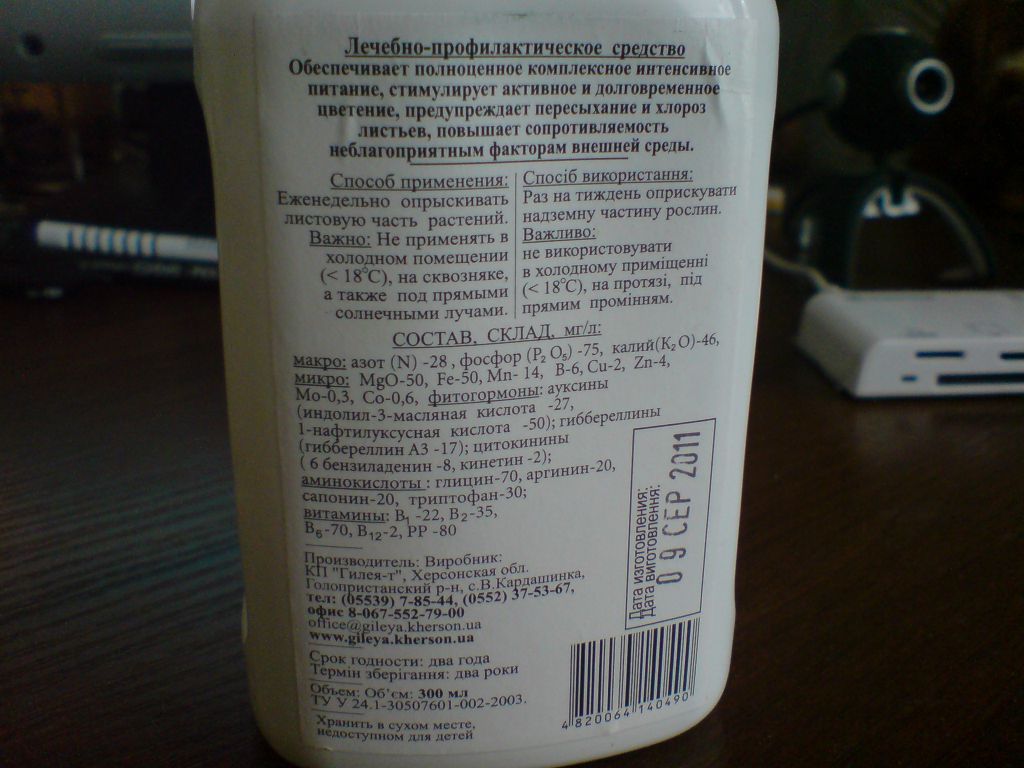 Лечебно-профилактическое средство
Обеспечивает полноценное комплексное интенсивное
питание, стимулирует активное и долговременное
цветение, предупреждает пересыхание и хлороз
листьев, повышает сопротивляемость
неблагоприятным факторам внешней среды.
Способ применения:
Еженедельно опрыскивать
листовую часть растений.
Важно: Не применять в
холодном помещении
(< 18°С), на сквозняке,
а также под прямыми
солнечными лучами.
Спосіб використання:
Раз на тиждень оприскувати
надземну частину рослин.
Важливо:
не використовувати
в холодному приміщенні
(< 18°С), на протязі, під
прямим промінням.
СОСТАВ, СКЛАД, мг/л:
макро: азот (N) -28 , фосфор (P₂ O₅) -75, калий(K₂ O)-46,
микро: MgO-50, Fe-50, Mn- 14, B-6, Cu-2, Zn-4,
Mo-0,3, Co-0,6, фитогормоны: ауксины
(индолил-3-масляная кислота -27,
1-нафтилуксусная кислота -50); гиббереллины
(гиббереллин А3 -17); цитокинины
( 6 бензиладенин -8, кинетин -2);
аминокислоты : глицин-70, аргинин-20,
сапонин-20, триптофан-30;
витамины: B₁ -22, B₂-35,
B₆-70, B₁₂-2, PP -80
Дата изготовления:
Дата виготовлення:
09 СЕР 2011
Производитель: Виробник:
КП "Гилея-т", Херсонская обл.
Голопристанский р-н, с.В.Кардашинка,
тел: (05539) 7-85-44, (0552) 37-53-67,
офис 8-067-552-79-00
office@gileya.kherson.ua
www.gileya.kherson.ua
Срок годности: два года
Термін зберігання: два роки
Объем: Об'єм: 300 мл
ТУ У 24.1-30507601-002-2003.
Хранить в сухом месте,
недоступном для детей
4 820064 140490